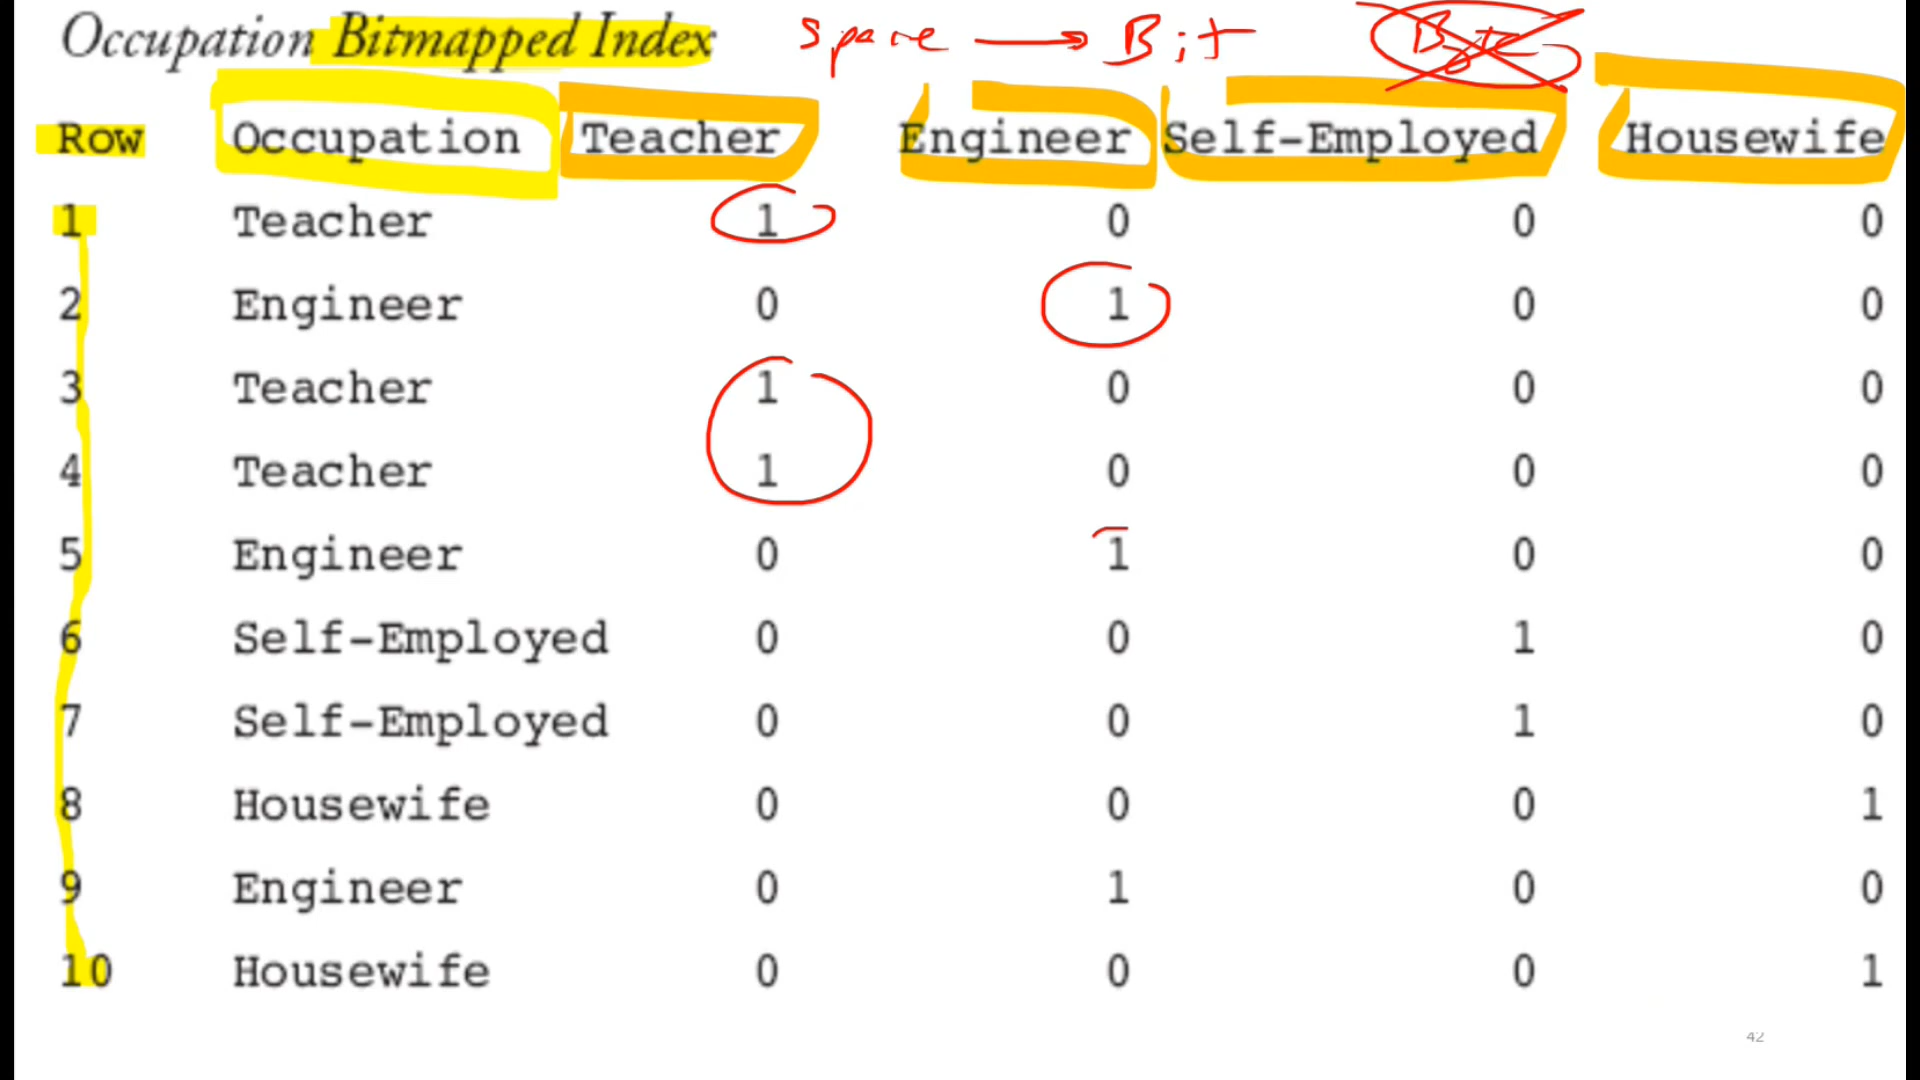 Occupation Bitmapped Index space → Bit Byte
Row Occupation Teacher Engineer Self-Employed Housewife
1 Teacher 1 0 0 0
2 Engineer 0 1 0 0
3 Teacher 1 0 0 0
4 Teacher 1 0 0 0
5 Engineer 0 1 0 0
6 Self-Employed 0 0 1 0
7 Self-Employed 0 0 1 0
8 Housewife 0 0 0 1
9 Engineer 0 1 0 0
10 Housewife 0 0 0 1
42